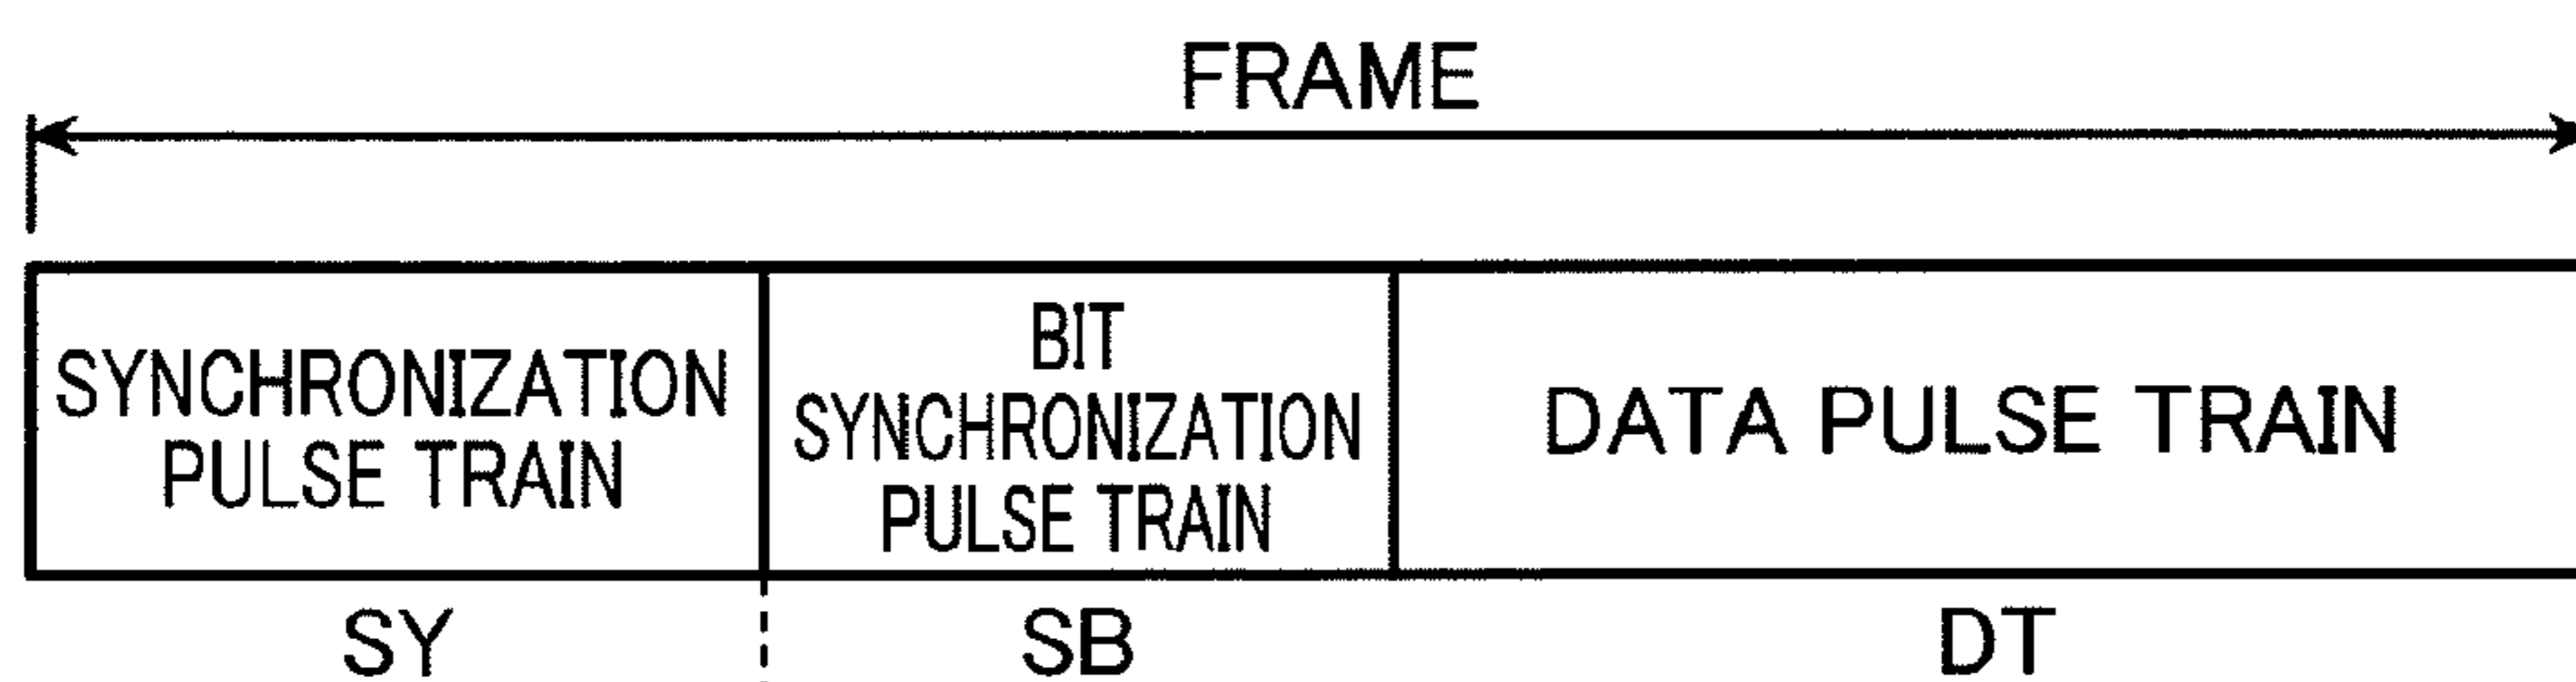 FRAME
SYNCHRONIZATION
PULSE TRAIN
BIT
SYNCHRONIZATION
PULSE TRAIN
DATA PULSE TRAIN
SY
SB
DT